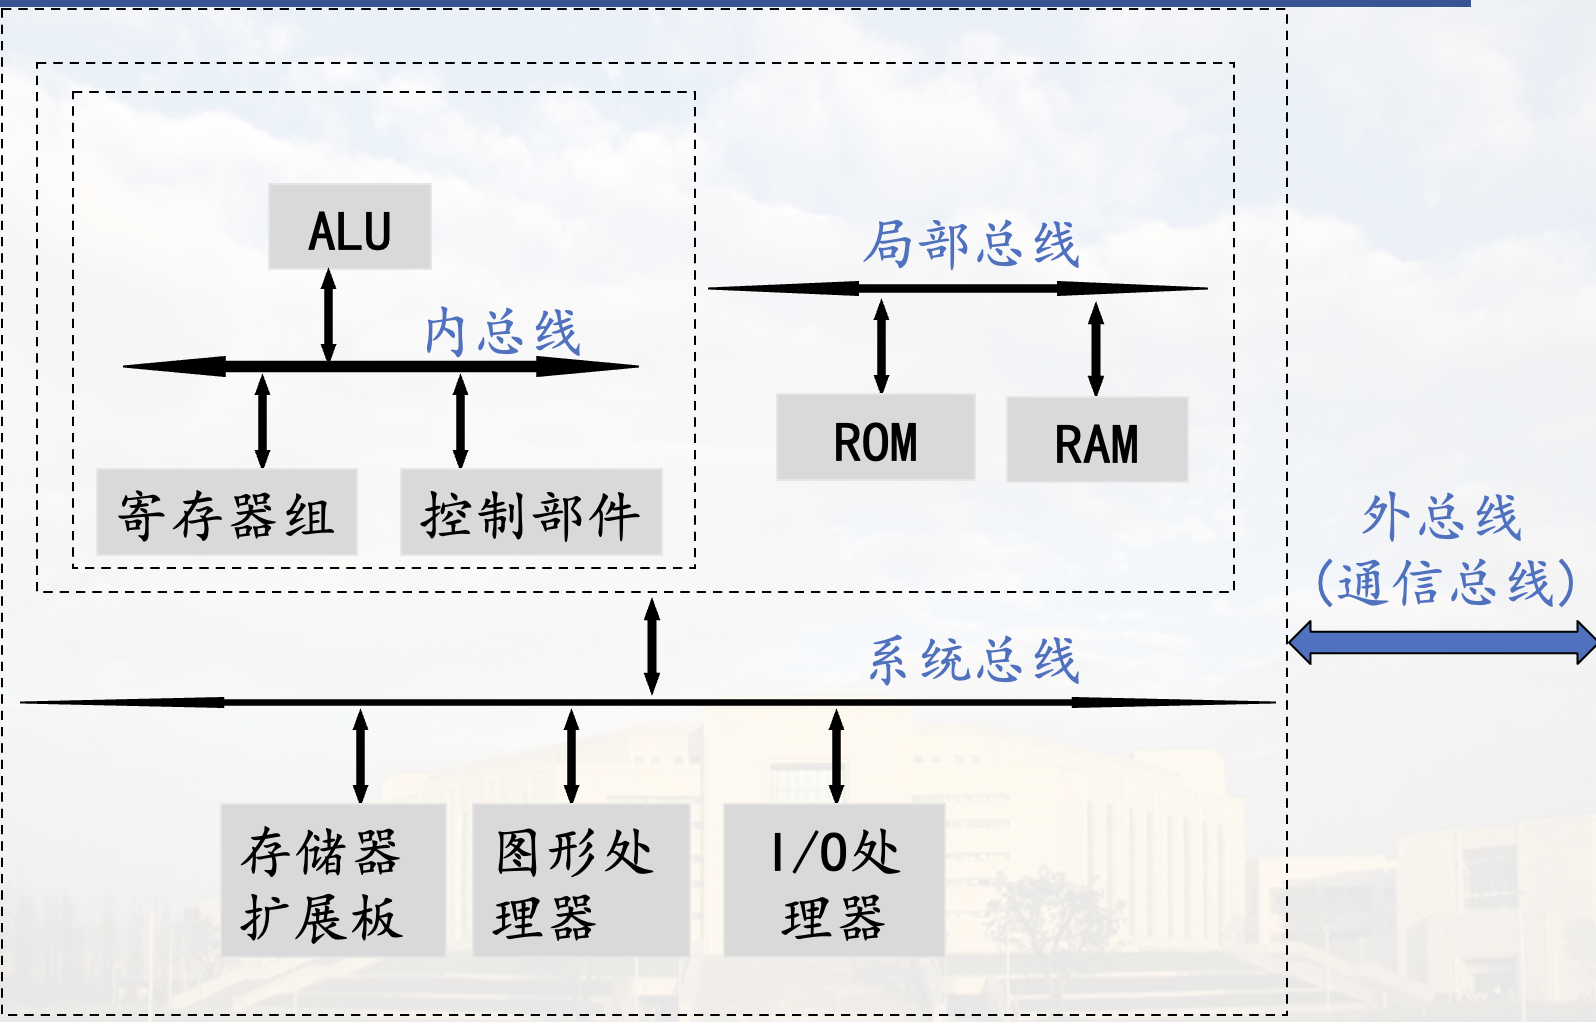 ALU
内总线
寄存器组
控制部件
局部总线
ROM
RAM
外总线
(通信总线)
系统总线
存储器
扩展板
图形处
理器
I/O处
理器